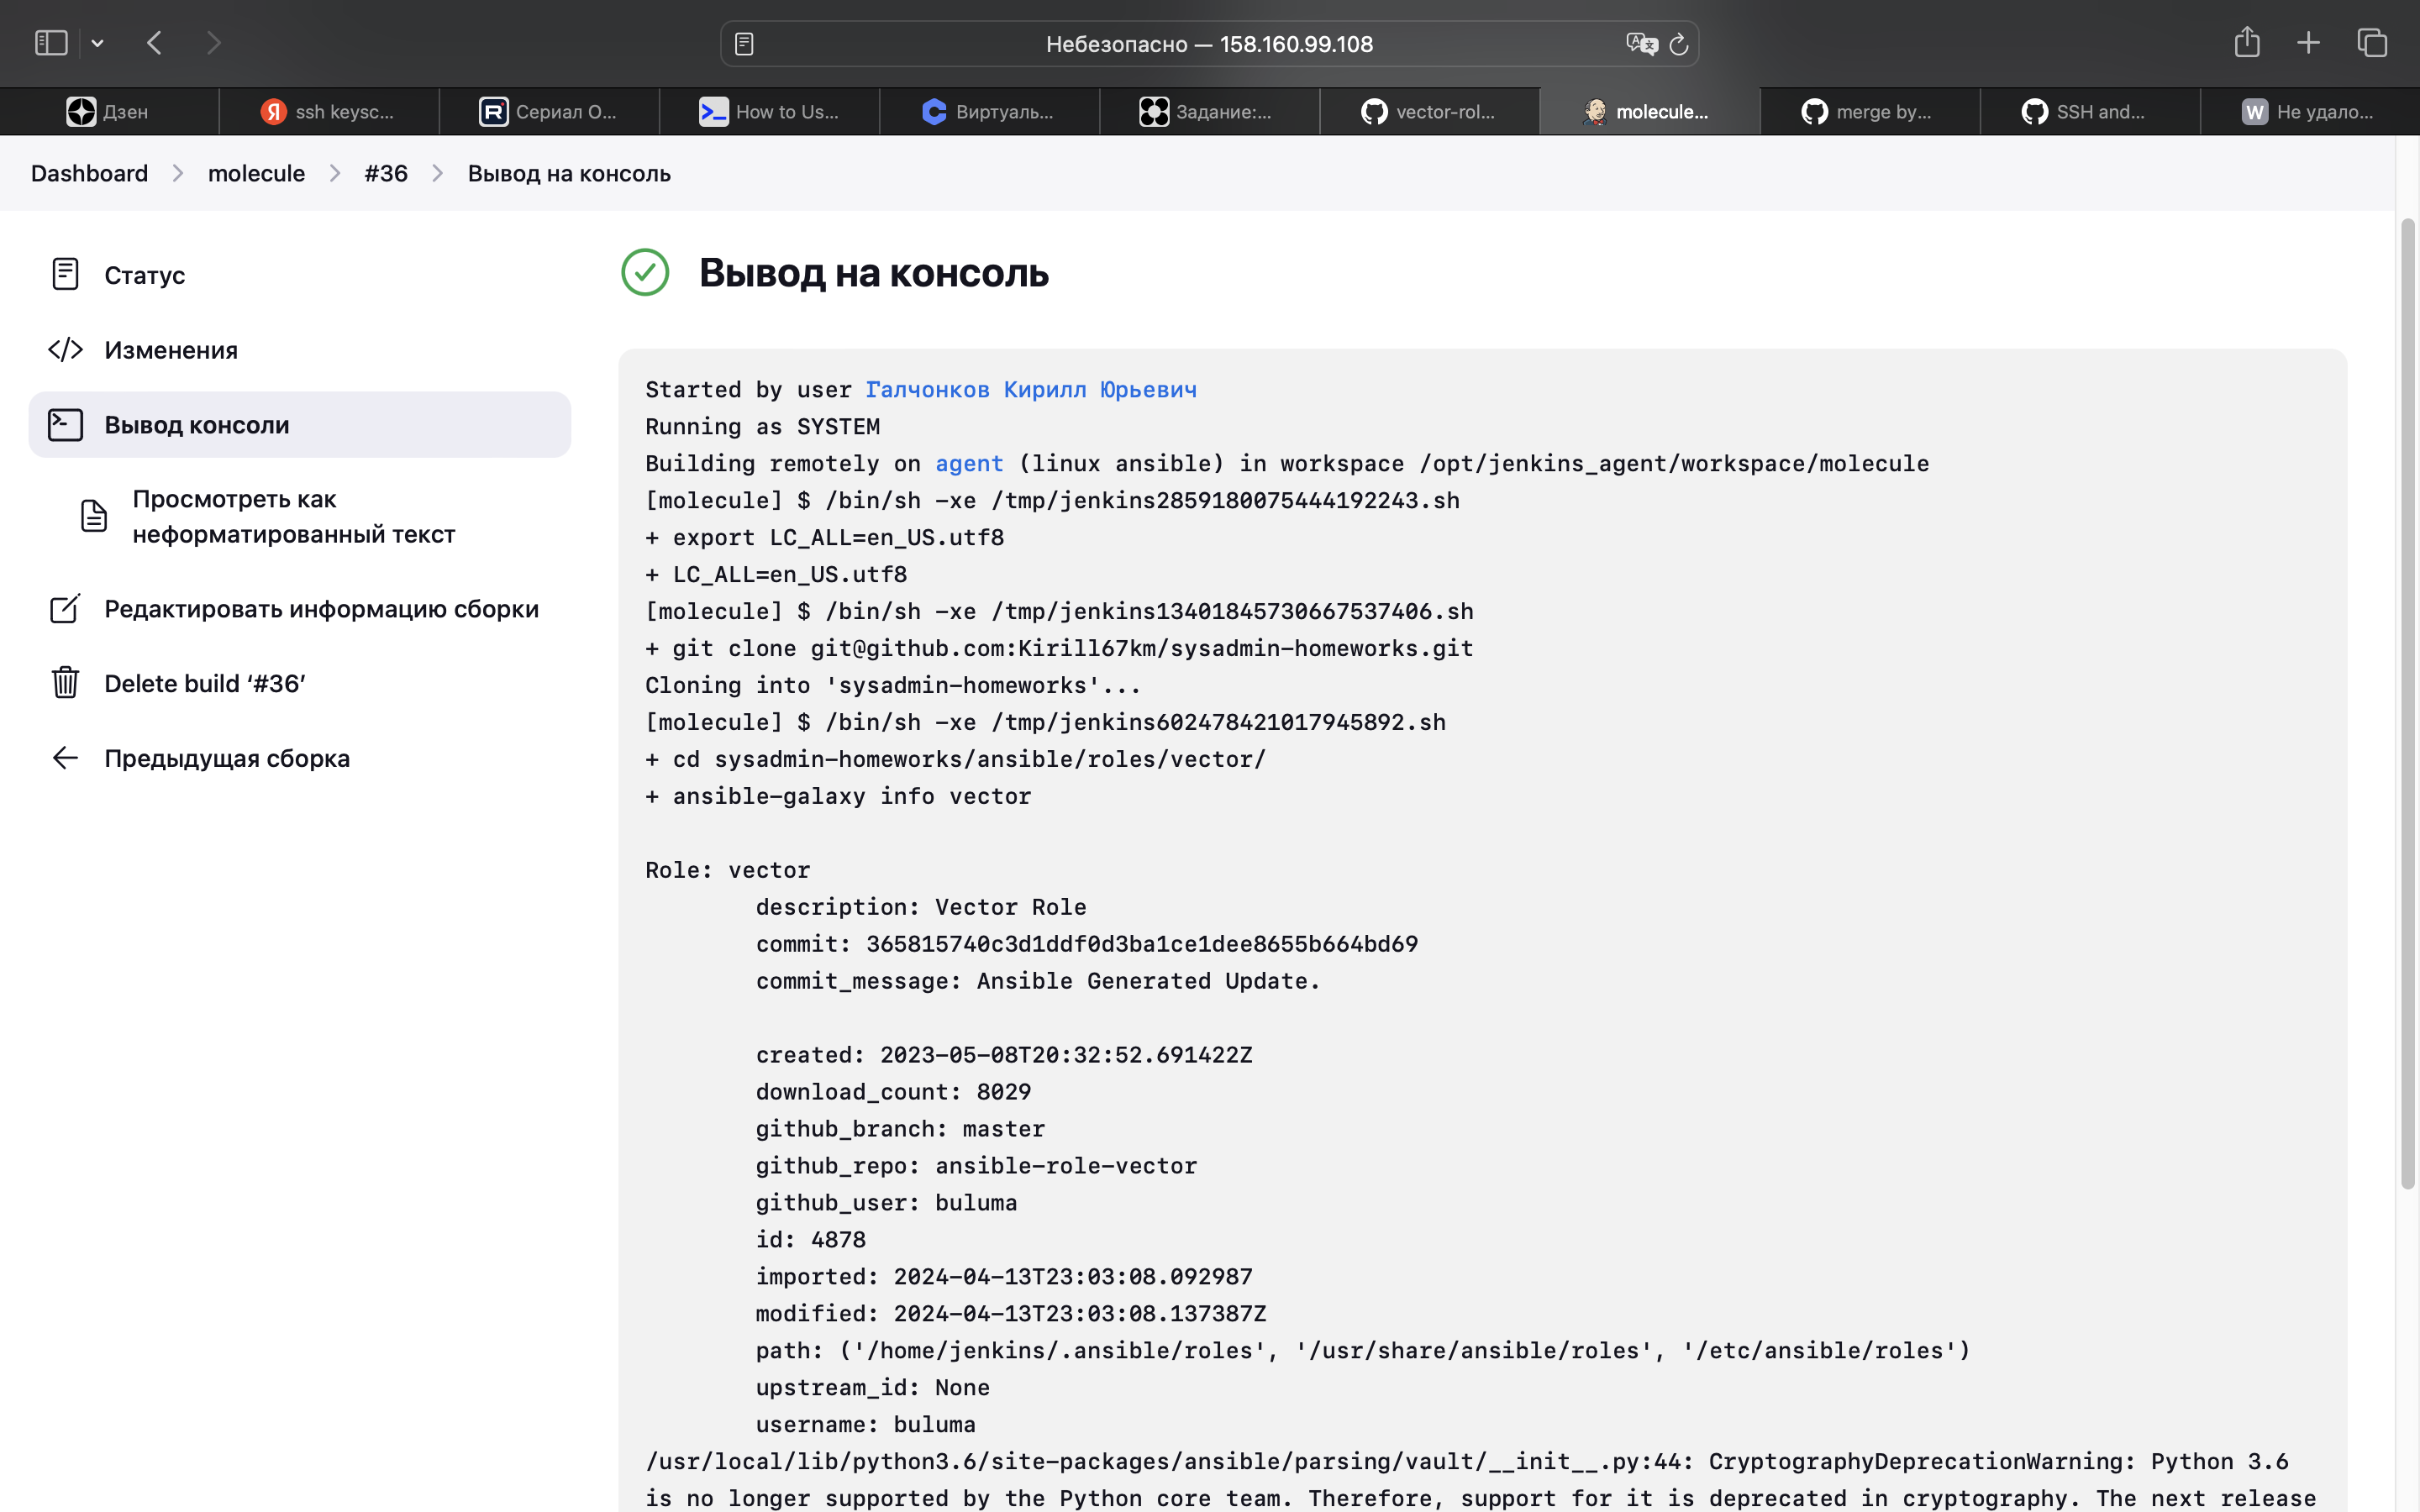 Небезопасно — 158.160.99.108
Дзен
ssh keysc...
Сериал О...
How to Us...
Виртуаль...
Задание:...
vector-rol...
molecule...
merge by...
SSH and...
Не удало...
Dashboard > molecule > #36 > Вывод на консоль
Статус
Изменения
Вывод консоли
Просмотреть как
неформатированный текст
Редактировать информацию сборки
Delete build ‘#36’
Предыдущая сборка
Вывод на консоль
Started by user Галчонков Кирилл Юрьевич
Running as SYSTEM
Building remotely on agent (linux ansible) in workspace /opt/jenkins_agent/workspace/molecule
[molecule] $ /bin/sh -xe /tmp/jenkins2859180075444192243.sh
+ export LC_ALL=en_US.utf8
+ LC_ALL=en_US.utf8
[molecule] $ /bin/sh -xe /tmp/jenkins13401845730667537406.sh
+ git clone git@github.com:Kirill67km/sysadmin-homeworks.git
Cloning into 'sysadmin-homeworks'...
[molecule] $ /bin/sh -xe /tmp/jenkins602478421017945892.sh
+ cd sysadmin-homeworks/ansible/roles/vector/
+ ansible-galaxy info vector
Role: vector
description: Vector Role
commit: 365815740c3d1ddf0d3ba1ce1dee8655b664bd69
commit_message: Ansible Generated Update.
created: 2023-05-08T20:32:52.691422Z
download_count: 8029
github_branch: master
github_repo: ansible-role-vector
github_user: buluma
id: 4878
imported: 2024-04-13T23:03:08.092987
modified: 2024-04-13T23:03:08.137387Z
path: ('/home/jenkins/.ansible/roles', '/usr/share/ansible/roles', '/etc/ansible/roles')
upstream_id: None
username: buluma
/usr/local/lib/python3.6/site-packages/ansible/parsing/vault/__init__.py:44: CryptographyDeprecationWarning: Python 3.6
is no longer supported by the Python core team. Therefore, support for it is deprecated in cryptography. The next release